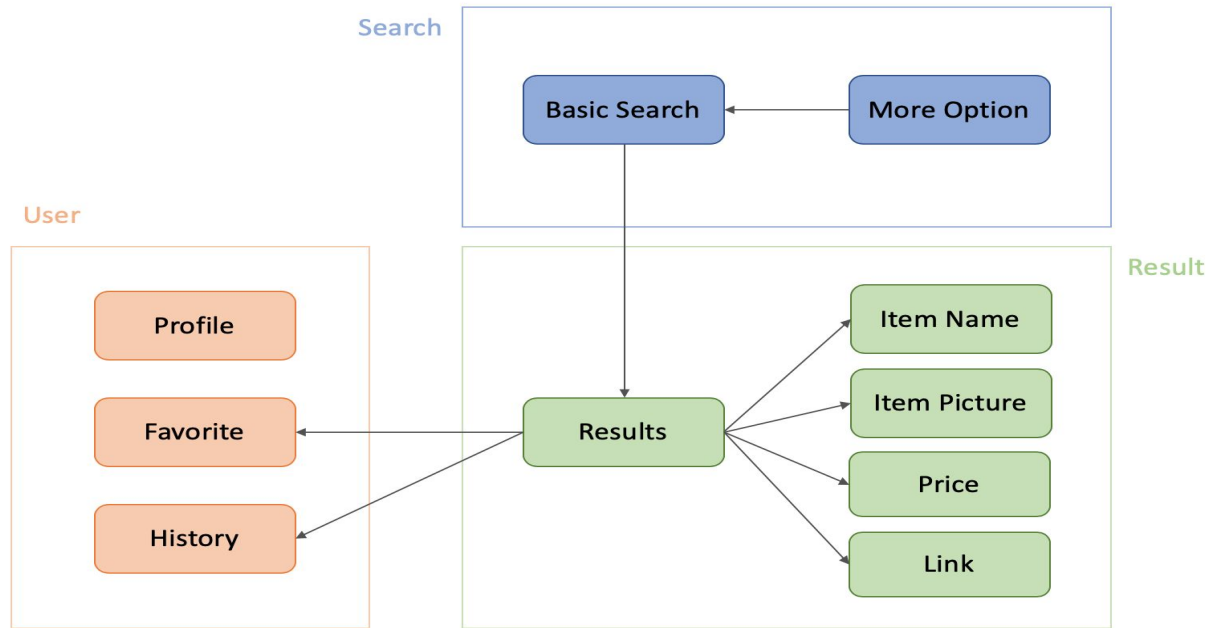 Search
Basic Search
More Option
User
Result
Profile
Favorite
History
Results
Item Name
Item Picture
Price
Link